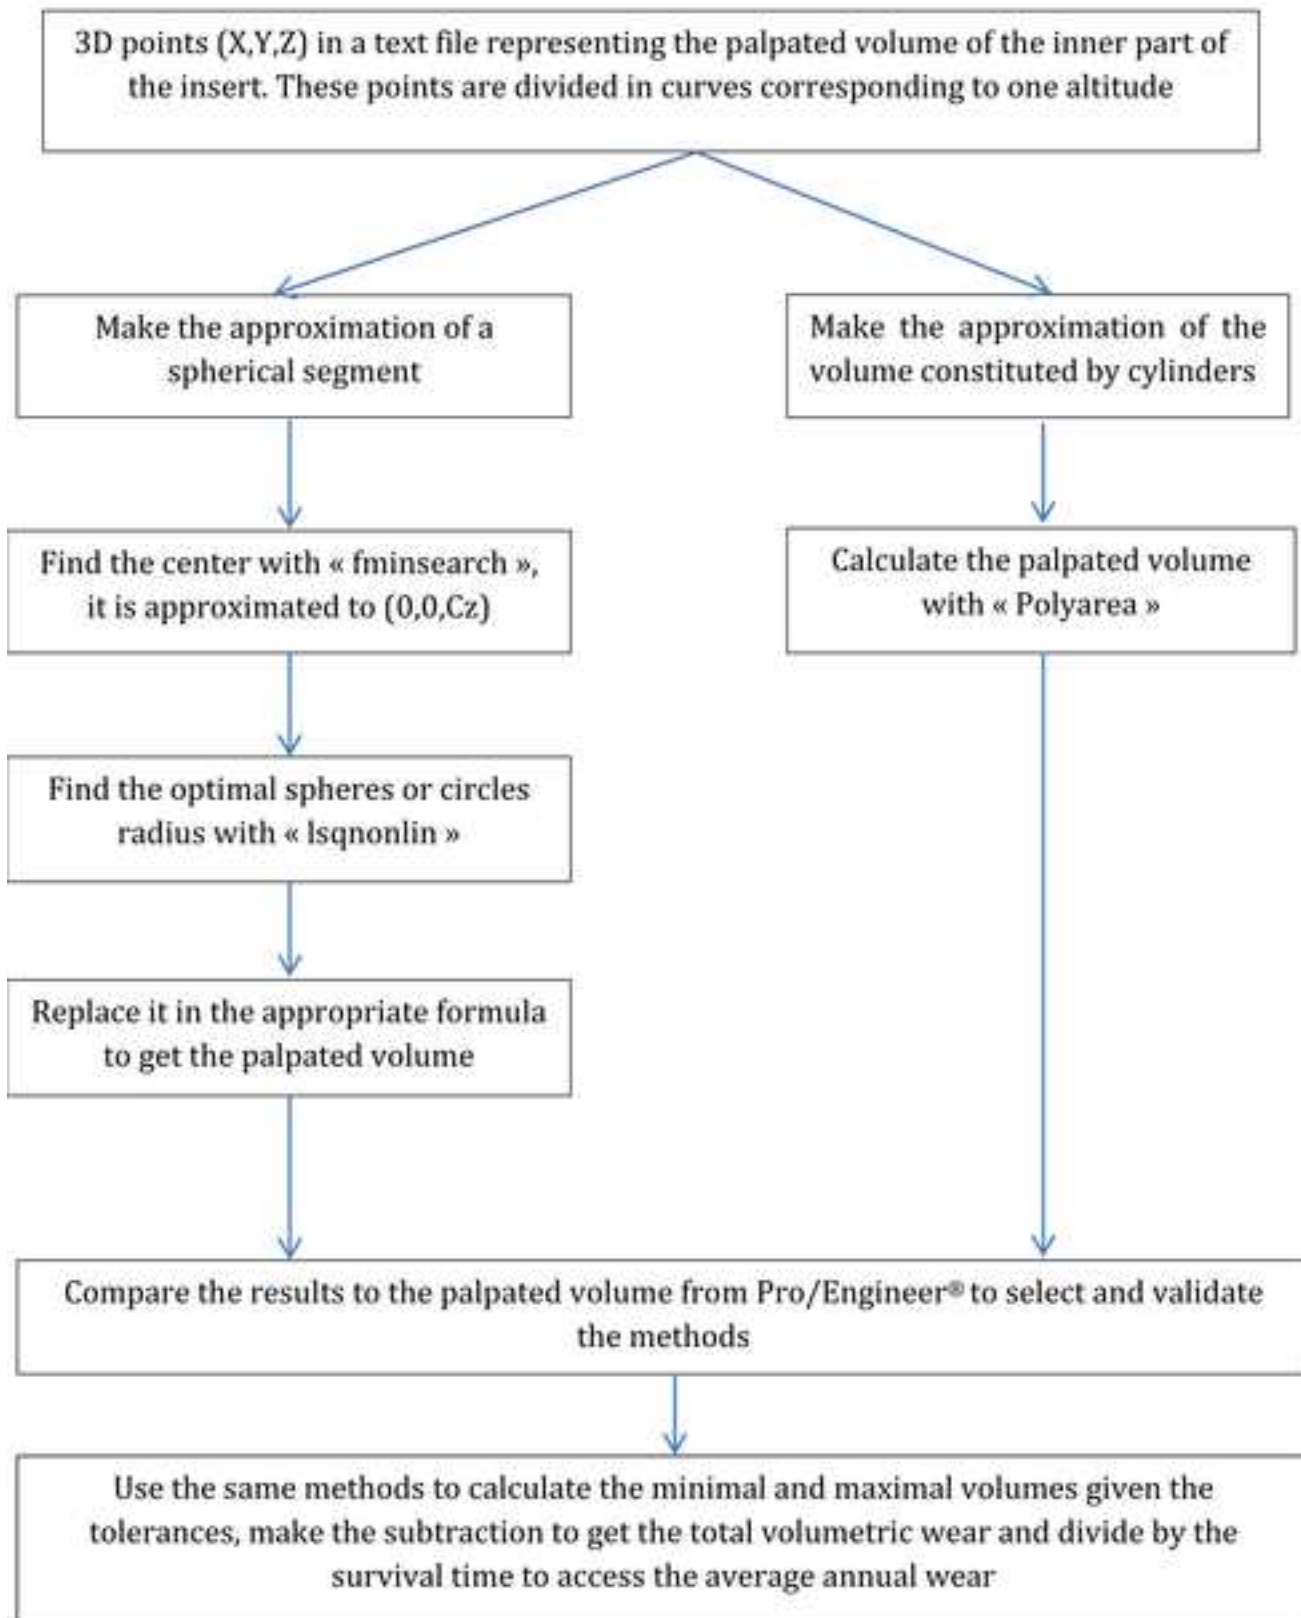 3D points (X,Y,Z) in a text file representing the palpated volume of the inner part of
the insert. These points are divided in curves corresponding to one altitude
Make the approximation of a
spherical segment
Make the approximation of the
volume constituted by cylinders
Find the center with « fminsearch »,
it is approximated to (0,0,Cz)
Calculate the palpated volume
with « Polyarea »
Find the optimal spheres or circles
radius with « lsqnonlin »
Replace it in the appropriate formula
to get the palpated volume
Compare the results to the palpated volume from Pro/Engineer® to select and validate
the methods
Use the same methods to calculate the minimal and maximal volumes given the
tolerances, make the subtraction to get the total volumetric wear and divide by the
survival time to access the average annual wear